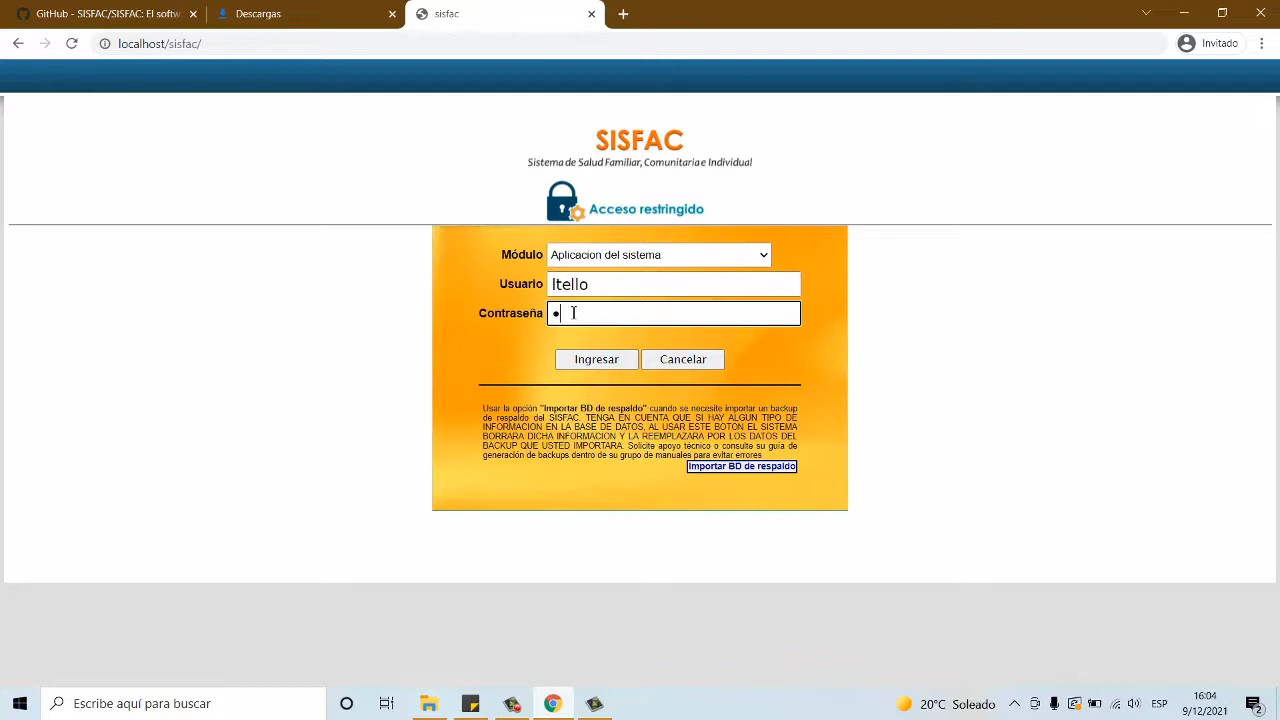 GitHub - SISFAC/SISFAC: El softw
Descargas
sisfac
localhost/sisfac/
Invitado
SISFAC
Sistema de Salud Familiar, Comunitaria e Individual
Acceso restringido
Módulo Aplicacion del sistema
Usuario ltello
Contraseña
Ingresar Cancelar
Usar la opción "Importar BD de respaldo" cuando se necesite importar un backup
de respaldo del SISFAC. TENGA EN CUENTA QUE SI HAY ALGUN TIPO DE
INFORMACION EN LA BASE DE DATOS, AL USAR ESTE BOTON EL SISTEMA
BORRARA DICHA INFORMACION Y LA REEMPLAZARA POR LOS DATOS DEL
BACKUP QUE USTED IMPORTARA. Solicite apoyo técnico o consulte su guía de
generación de backups dentro de su grupo de manuales para evitar errores
Importar BD de respaldo
Escribe aquí para buscar
20°C Soleado
ESP
16:04
9/12/2021
2